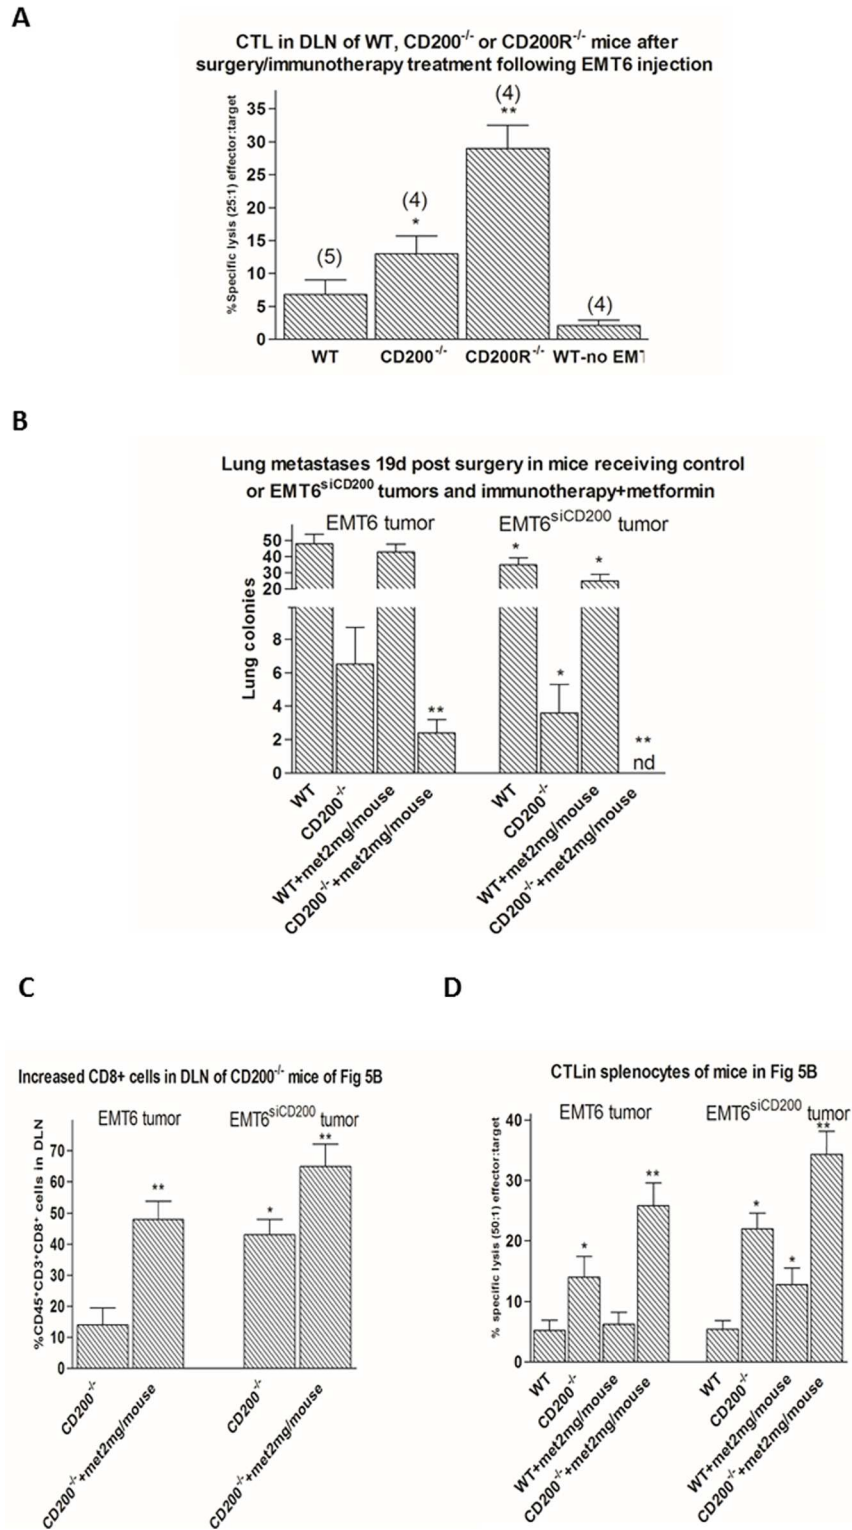 A
CTL in DLN of WT, CD200-/- or CD200R-/- mice after
surgery/immunotherapy treatment following EMT6 injection
%Specific lysis (25:1) effector:target
35
30
25
20
15
10
5
0
(5)
(4)
*
(4)
**
(4)
WT
CD200-/-
CD200R-/-
WT-no EMT
B
Lung metastases 19d post surgery in mice receiving control
or EMT6siCD200 tumors and immunotherapy+metformin
EMT6 tumor
EMT6siCD200 tumor
Lung colonies
50
40
30
20
8
6
4
2
0
**
*
*
*
**
nd
WT
CD200-/-
WT+met2mg/mouse
CD200-/-+met2mg/mouse
WT
CD200-/-
WT+met2mg/mouse
CD200-/-+met2mg/mouse
C
Increased CD8+ cells in DLN of CD200-/- mice of Fig 5B
EMT6 tumor
EMT6siCD200 tumor
%CD45+CD3+CD8+ cells in DLN
70
60
50
40
30
20
10
0
**
*
**
CD200-/-
CD200-/-+met2mg/mouse
CD200-/-
CD200-/-+met2mg/mouse
D
CTLin splenocytes of mice in Fig 5B
EMT6 tumor
EMT6siCD200 tumor
% specific lysis (50:1) effector:target
40
30
20
10
0
*
**
*
*
**
WT
CD200-/-
WT+met2mg/mouse
CD200-/-+met2mg/mouse
WT
CD200-/-
WT+met2mg/mouse
CD200-/-+met2mg/mouse